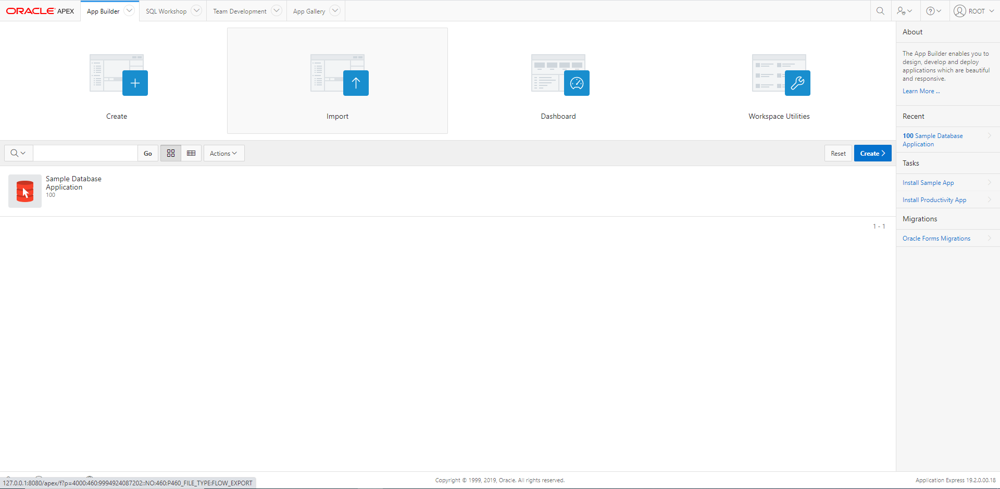 ORACLE APEX App Builder SQL Workshop Team Development App Gallery ROOT
Create
Import
Dashboard
Workspace Utilities
Go
Actions
Reset
Create
Sample Database
Application
100
1 - 1
About
The App Builder enables you to
design, develop and deploy
applications which are beautiful
and responsive.
Learn More ...
Recent
100 Sample Database
Application
Tasks
Install Sample App
Install Productivity App
Migrations
Oracle Forms Migrations
127.0.0.1:8080/apex/f?p=4000:460:9994924087202::NO:460:P460_FILE_TYPE:FLOW_EXPORT
Copyright © 1999, 2019, Oracle. All rights reserved.
Application Express 19.2.0.00.18